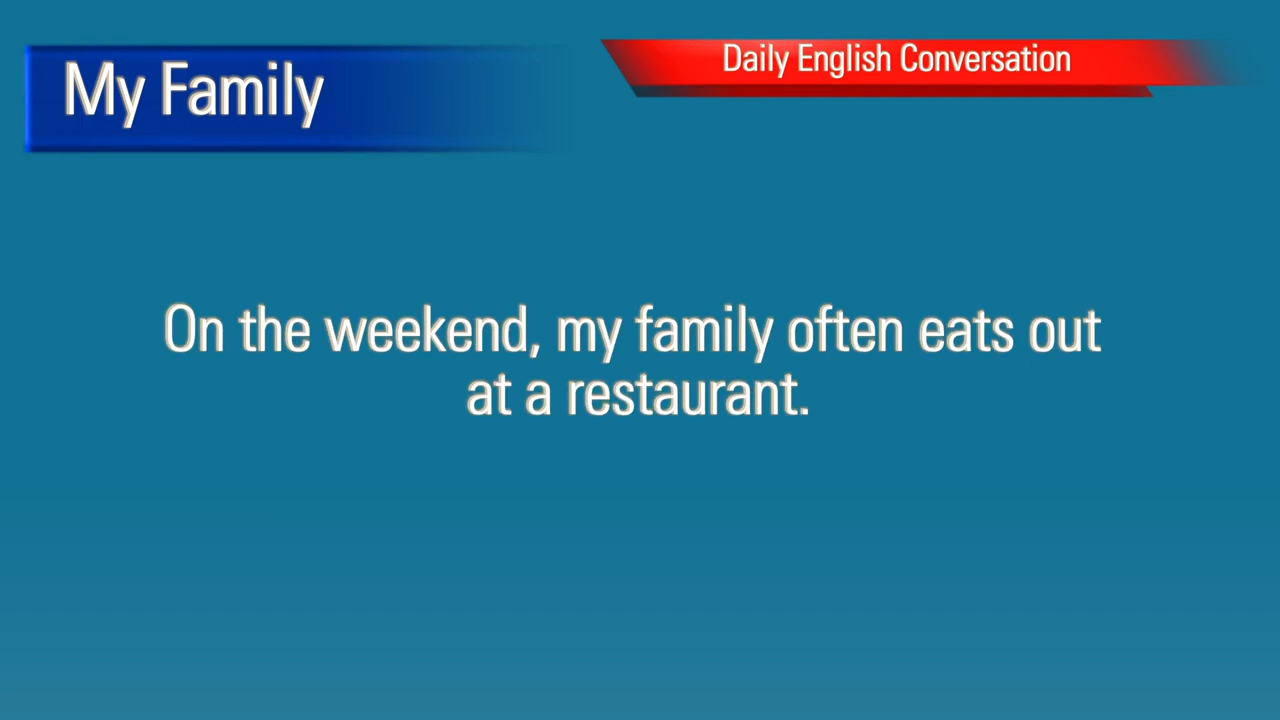 My Family
Daily English Conversation
On the weekend, my family often eats out
at a restaurant.